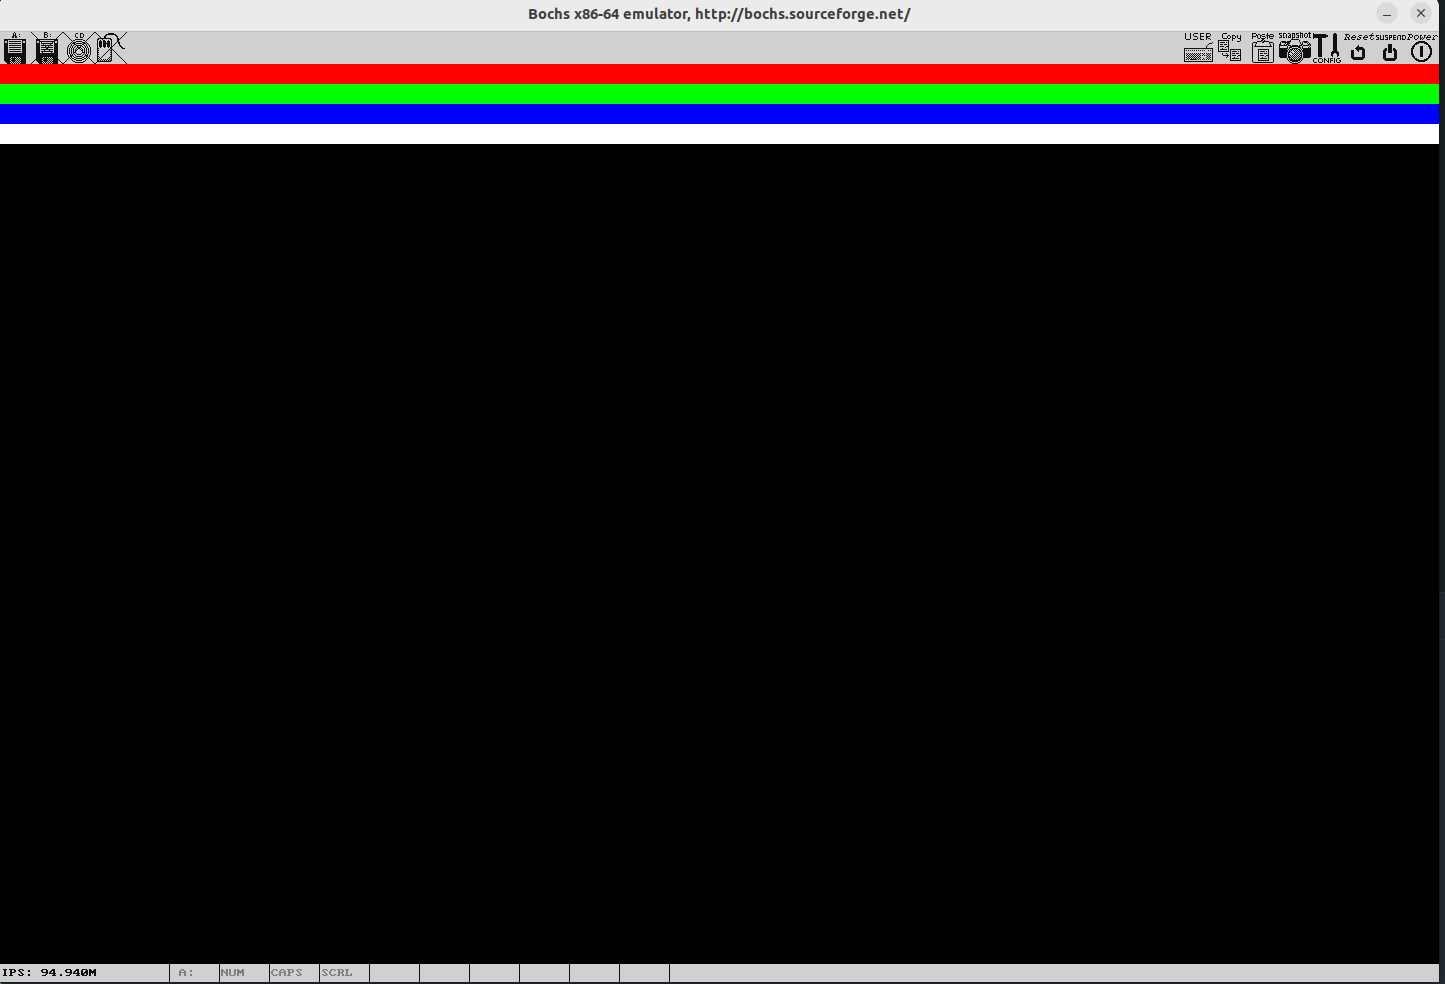 Bochs x86-64 emulator, http://bochs.sourceforge.net/
A: B: CD USER Copy Paste snapshot CONFIG Reset SUSPEND Power
IPS: 94.940M A: NUM CAPS SCRL